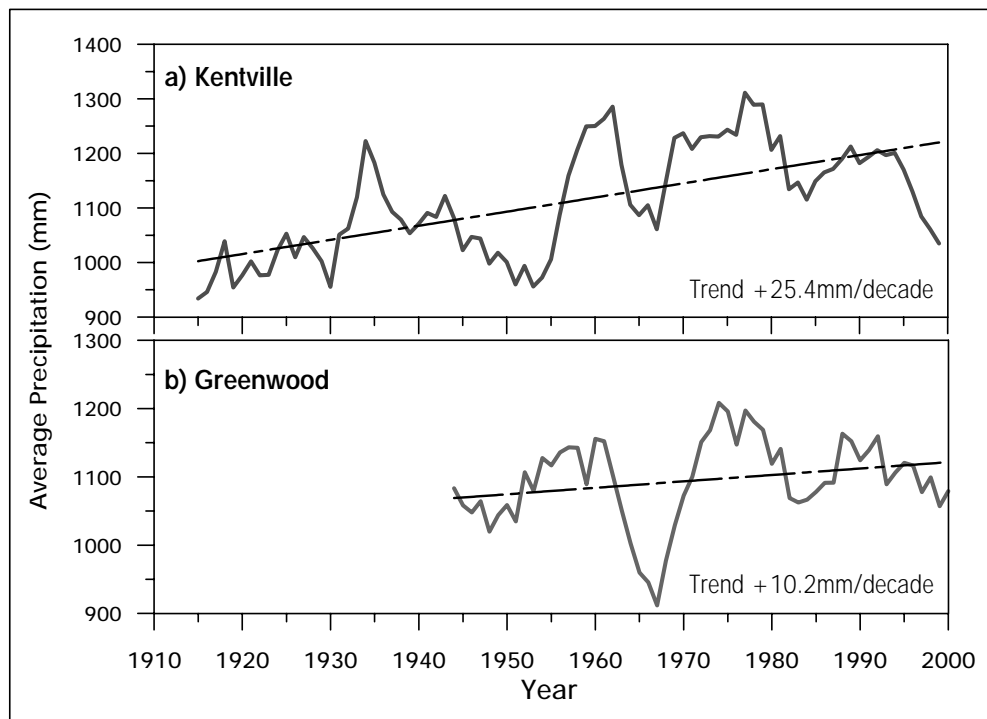 Average Precipitation (mm)
1400
1300
1200
1100
1000
900
a) Kentville
Trend +25.4mm/decade
1300
1200
1100
1000
900
b) Greenwood
Trend +10.2mm/decade
1910 1920 1930 1940 1950 1960 1970 1980 1990 2000
Year